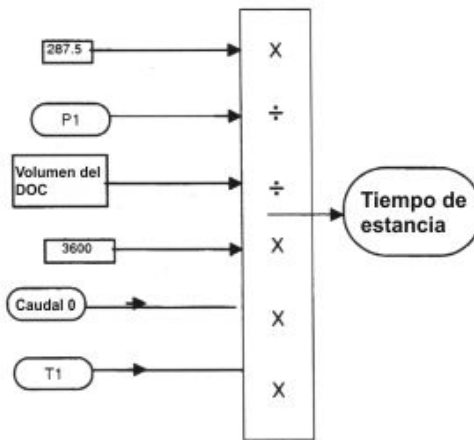 287.5
X
P1
÷
Volumen del
DOC
÷
Tiempo de
estancia
3600
X
Caudal 0
X
T1
X